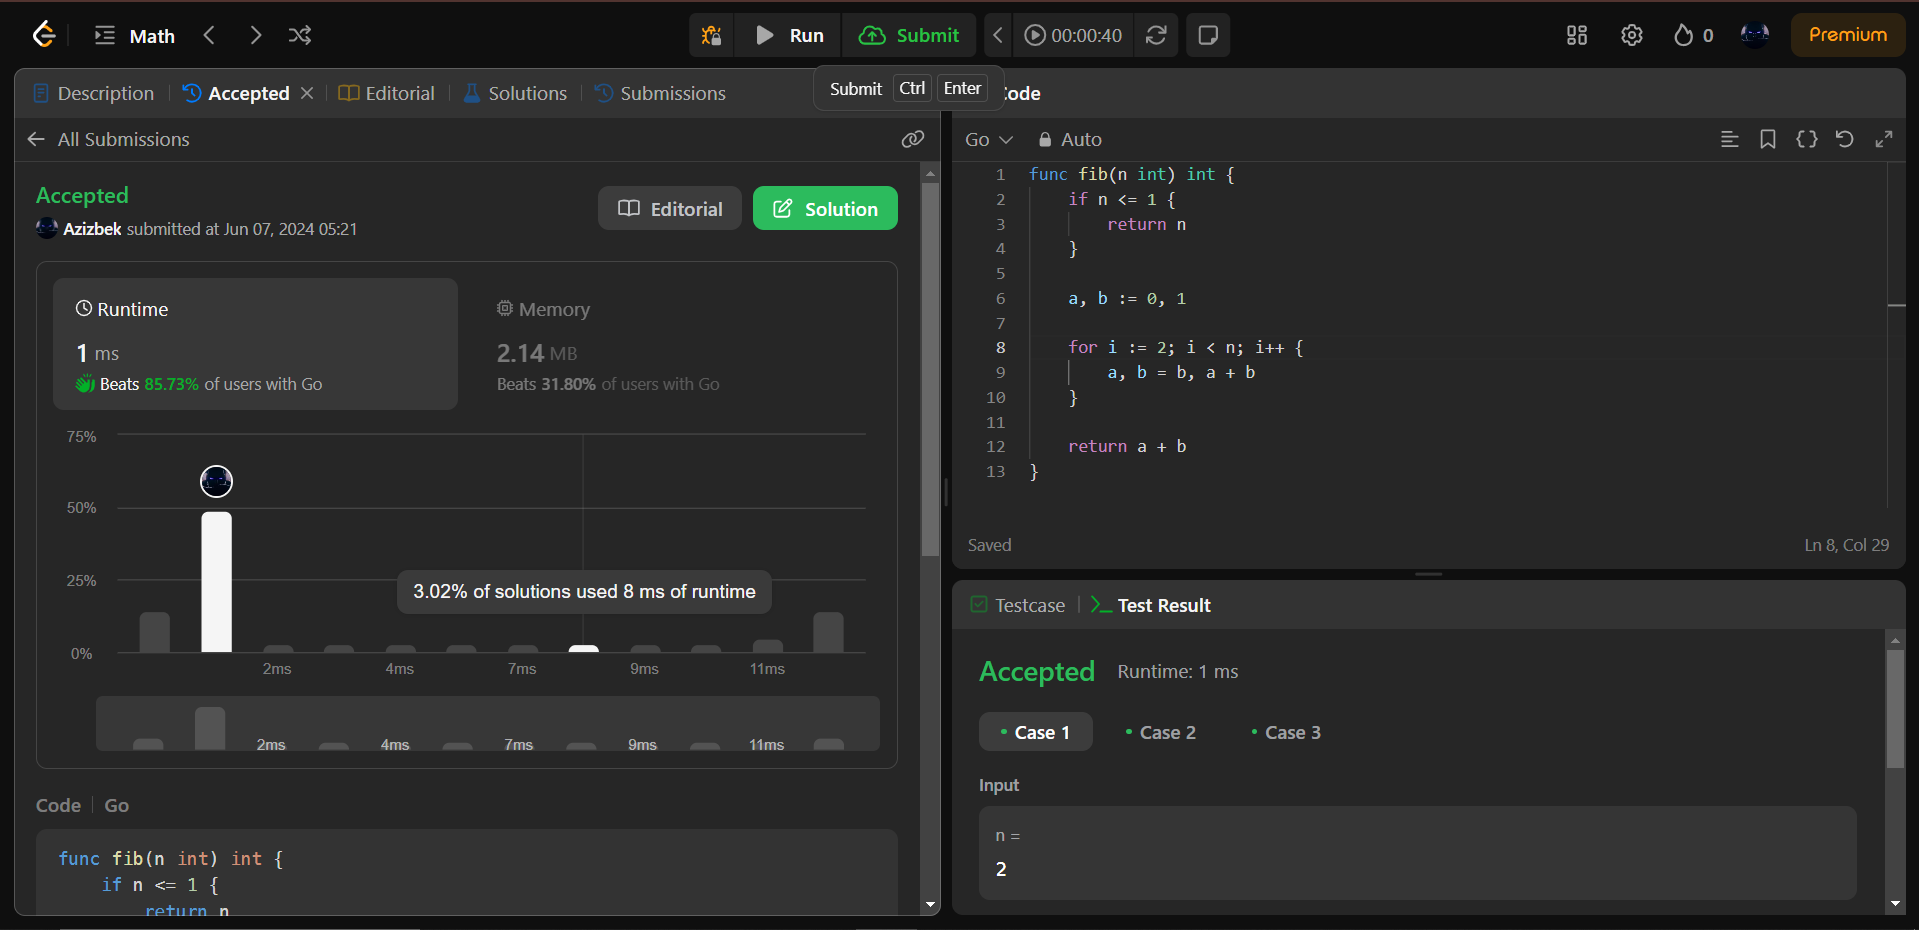 Math
Run
Submit
00:00:40
0
Premium
Description
Accepted
Editorial
Solutions
Submissions
Submit Ctrl Enter
ode
All Submissions
Accepted
Azizbek submitted at Jun 07, 2024 05:21
Editorial
Solution
Runtime
1 ms
Beats 85.73% of users with Go
Memory
2.14 MB
Beats 31.80% of users with Go
75%
50%
25%
0%
3.02% of solutions used 8 ms of runtime
2ms 4ms 7ms 9ms 11ms
2ms 4ms 7ms 9ms 11ms
Code Go
func fib(n int) int {
    if n <= 1 {
        return n
Go
Auto
1 func fib(n int) int {
2     if n <= 1 {
3         return n
4     }
5
6     a, b := 0, 1
7
8     for i := 2; i < n; i++ {
9         a, b = b, a + b
10     }
11
12     return a + b
13 }
Saved
Ln 8, Col 29
Testcase
Test Result
Accepted Runtime: 1 ms
Case 1 Case 2 Case 3
Input
n =
2